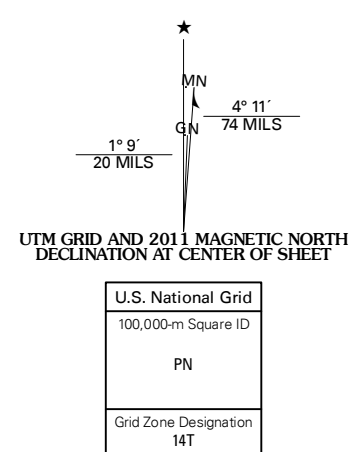 ★
MN
GN
4° 11´
74 MILS
1° 9´
20 MILS
UTM GRID AND 2011 MAGNETIC NORTH
DECLINATION AT CENTER OF SHEET
U.S. National Grid
100,000-m Square ID
PN
Grid Zone Designation
14T